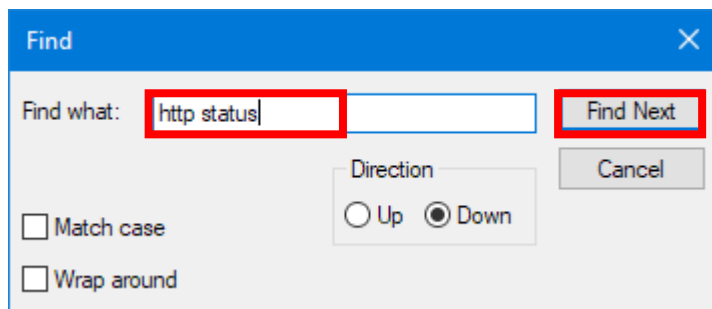 Find
Find what: http status Find Next
Direction Cancel
Up Down
Match case
Wrap around